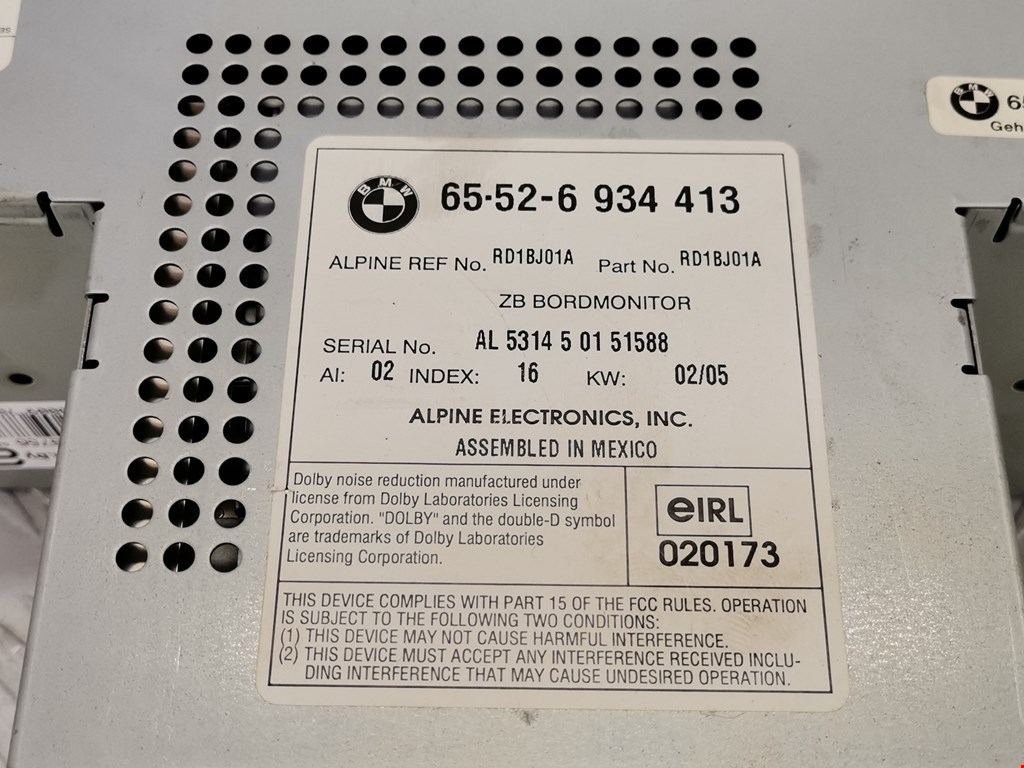 BMW
65-52-6 934 413
ALPINE REF No. RD1BJ01A Part No. RD1BJ01A
ZB BORDMONITOR
SERIAL No. AL 5314 5 01 51588
AI: 02 INDEX: 16 KW: 02/05
ALPINE ELECTRONICS, INC.
ASSEMBLED IN MEXICO
Dolby noise reduction manufactured under
license from Dolby Laboratories Licensing
Corporation. "DOLBY" and the double-D symbol
are trademarks of Dolby Laboratories
Licensing Corporation.
eIRL
020173
THIS DEVICE COMPLIES WITH PART 15 OF THE FCC RULES. OPERATION
IS SUBJECT TO THE FOLLOWING TWO CONDITIONS:
(1) THIS DEVICE MAY NOT CAUSE HARMFUL INTERFERENCE.
(2) THIS DEVICE MUST ACCEPT ANY INTERFERENCE RECEIVED INCLU-
DING INTERFERENCE THAT MAY CAUSE UNDESIRED OPERATION.
BMW
Geh